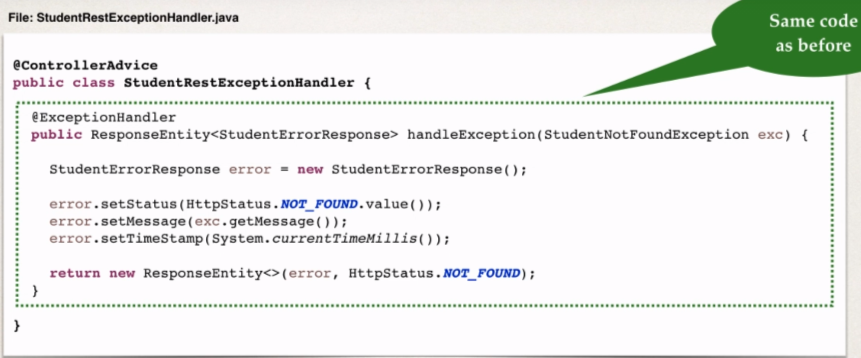 File: StudentRestExceptionHandler.java
Same code
as before
@ControllerAdvice
public class StudentRestExceptionHandler {
@ExceptionHandler
public ResponseEntity<StudentErrorResponse> handleException(StudentNotFoundException exc) {
StudentErrorResponse error = new StudentErrorResponse();
error.setStatus(HttpStatus.NOT_FOUND.value());
error.setMessage(exc.getMessage());
error.setTimeStamp(System.currentTimeMillis());
return new ResponseEntity<>(error, HttpStatus.NOT_FOUND);
}
}